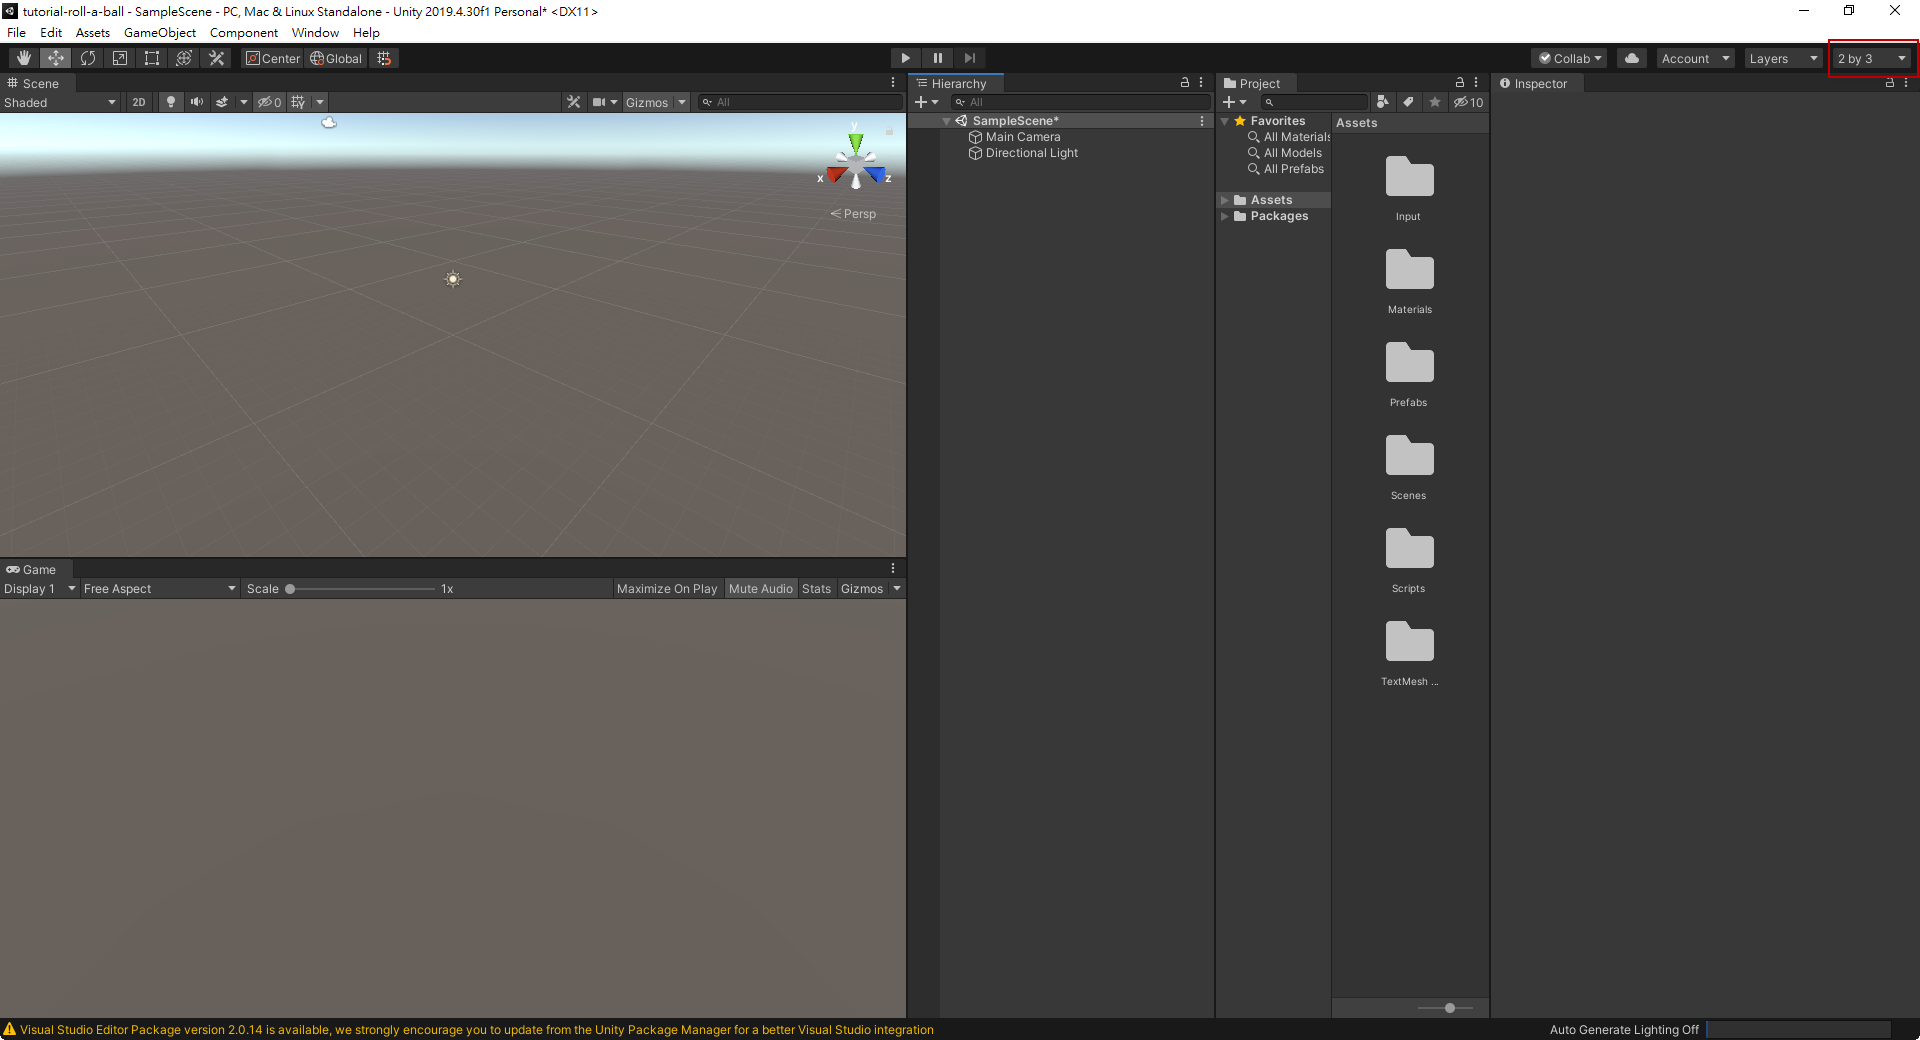 tutorial-roll-a-ball - SampleScene - PC, Mac & Linux Standalone - Unity 2019.4.30f1 Personal* <DX11>
File Edit Assets GameObject Component Window Help
Center Global Collab Account Layers 2 by 3
Scene
Shaded 2D 0 Gizmos All
y
x z
Persp
Game
Display 1 Free Aspect Scale 1x Maximize On Play Mute Audio Stats Gizmos
Hierarchy
All
SampleScene*
Main Camera
Directional Light
Project
10
Favorites
All Materials
All Models
All Prefabs
Assets
Packages
Assets
Input
Materials
Prefabs
Scenes
Scripts
TextMesh ...
Inspector
Visual Studio Editor Package version 2.0.14 is available, we strongly encourage you to update from the Unity Package Manager for a better Visual Studio integration
Auto Generate Lighting Off